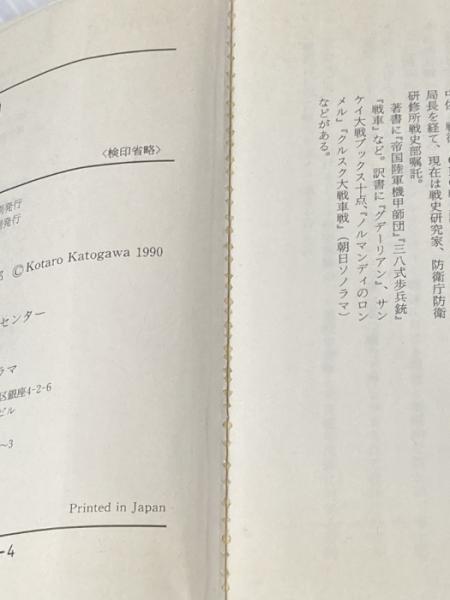 局長を経て、現在は戦史研究家、防衛庁防衛
研修所戦史部嘱託。
著書に『帝国陸軍機甲師団』『三八式歩兵銃』
『戦車』など。訳書に『グデーリアン』、サン
ケイ大戦ブックス十点、『ノルマンディのロン
メル』『クルスク大戦車戦』(朝日ソノラマ)
などがある。
〈検印省略〉
発行
発行
©Kotaro Katogawa 1990
センター
ラマ
区銀座4-2-6
ビル
～3
Printed in Japan
-4